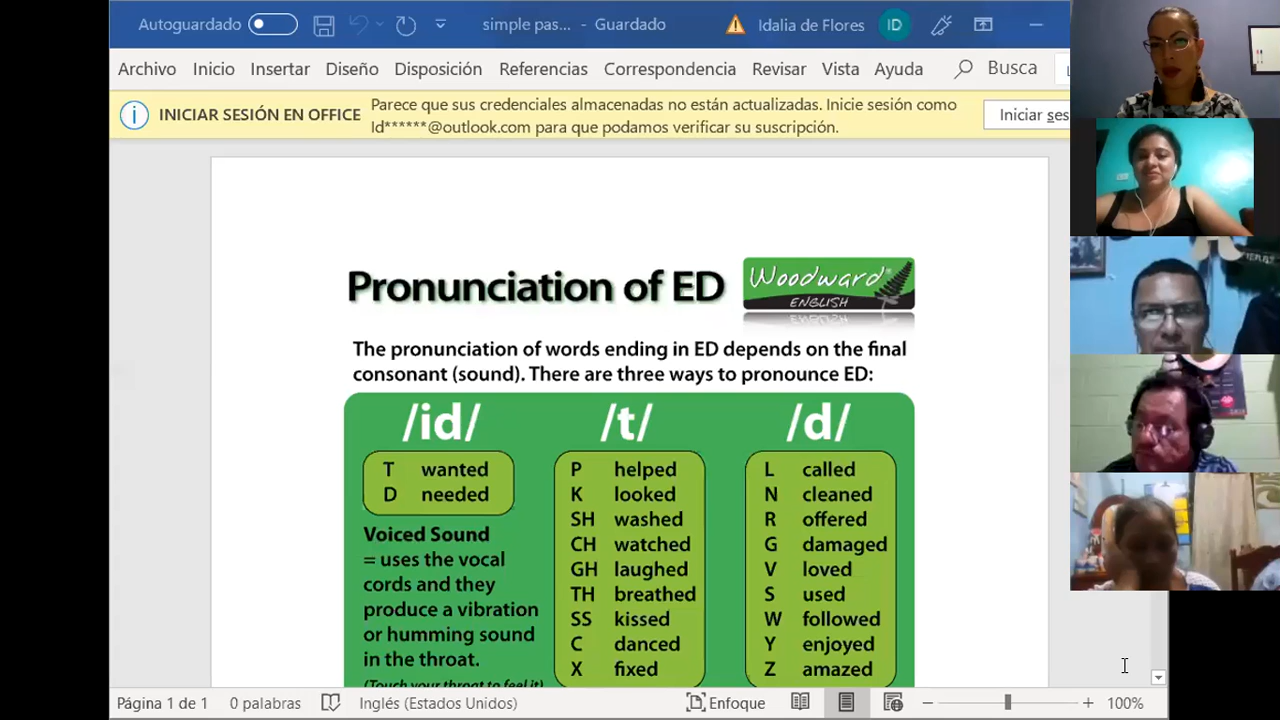 Autoguardado
simple pas... - Guardado
Idalia de Flores
ID
Archivo Inicio Insertar Diseño Disposición Referencias Correspondencia Revisar Vista Ayuda Busca
INICIAR SESIÓN EN OFFICE
Parece que sus credenciales almacenadas no están actualizadas. Inicie sesión como
Id******@outlook.com para que podamos verificar su suscripción.
Iniciar ses
Pronunciation of ED
Woodward®
ENGLISH
The pronunciation of words ending in ED depends on the final
consonant (sound). There are three ways to pronounce ED:
/id/
T wanted
D needed
Voiced Sound
= uses the vocal
cords and they
produce a vibration
or humming sound
in the throat.
(Touch your throat to feel it)
/t/
P helped
K looked
SH washed
CH watched
GH laughed
TH breathed
SS kissed
C danced
X fixed
/d/
L called
N cleaned
R offered
G damaged
V loved
S used
W followed
Y enjoyed
Z amazed
Página 1 de 1 0 palabras Inglés (Estados Unidos) Enfoque 100%